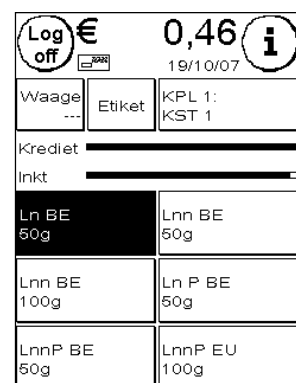 Log off € 0,46 i
19/10/07
Waage --- Etiket KPL 1: KST 1
Krediet
Inkt
Ln BE 50g Lnn BE 50g
Lnn BE 100g Ln P BE 50g
LnnP BE 50g LnnP EU 100g